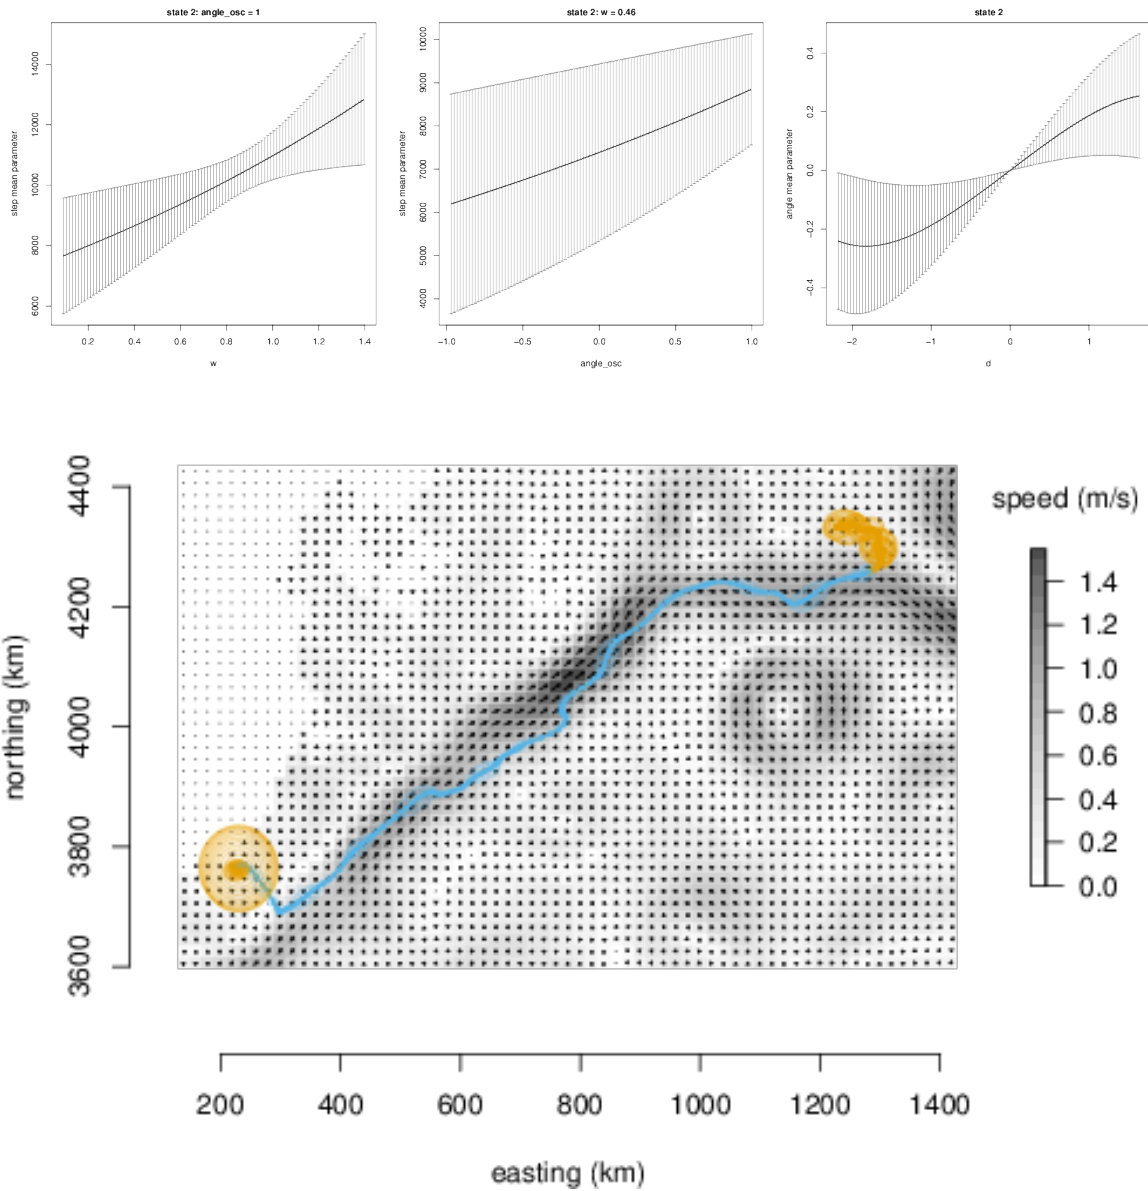 state 2: angle_osc = 1
step mean parameter
14000
12000
10000
8000
6000
0.2 0.4 0.6 0.8 1.0 1.2 1.4
w
state 2: w = 0.46
step mean parameter
10000
9000
8000
7000
6000
5000
4000
−1.0 −0.5 0.0 0.5 1.0
angle_osc
state 2
angle mean parameter
0.4
0.2
0.0
−0.2
−0.4
−2 −1 0 1
d
northing (km)
4400
4200
4000
3800
3600
200 400 600 800 1000 1200 1400
easting (km)
speed (m/s)
1.4
1.2
1.0
0.8
0.6
0.4
0.2
0.0